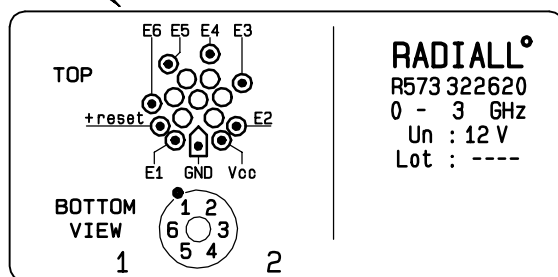 E6 E5 E4 E3
TOP
+reset E2
E1 GND Vcc
BOTTOM
VIEW
1 2
6 3
5 4
1 2
RADIALL°
R573 322620
0 - 3 GHz
Un : 12 V
Lot : ----